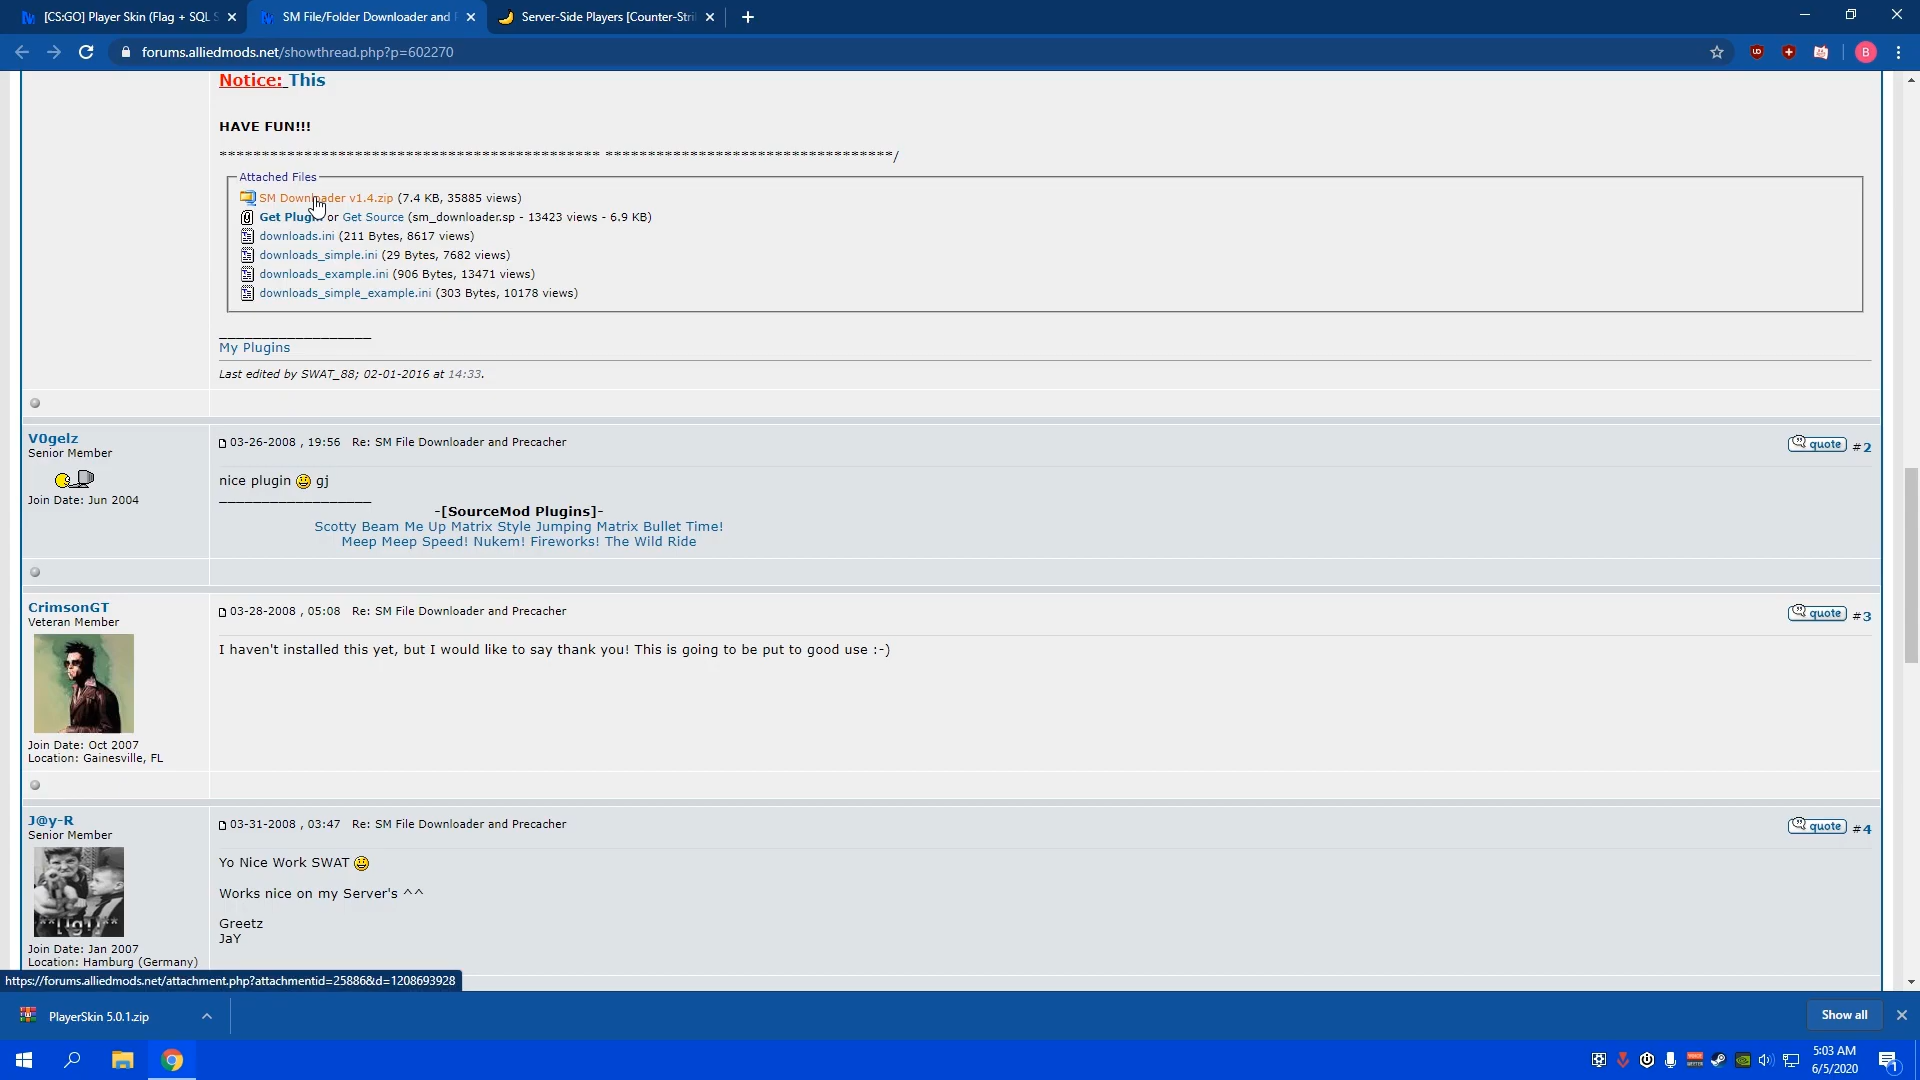 [CS:GO] Player Skin (Flag + SQL S
SM File/Folder Downloader and P
Server-Side Players [Counter-Stri
forums.alliedmods.net/showthread.php?p=602270
B
Notice: This
HAVE FUN!!!
Attached Files
SM Downloader v1.4.zip (7.4 KB, 35885 views)
Get Plugin or Get Source (sm_downloader.sp - 13423 views - 6.9 KB)
downloads.ini (211 Bytes, 8617 views)
downloads_simple.ini (29 Bytes, 7682 views)
downloads_example.ini (906 Bytes, 13471 views)
downloads_simple_example.ini (303 Bytes, 10178 views)
My Plugins
Last edited by SWAT_88; 02-01-2016 at 14:33.
V0gelz
Senior Member
Join Date: Jun 2004
03-26-2008 , 19:56 Re: SM File Downloader and Precacher
quote #2
nice plugin gj
-[SourceMod Plugins]-
Scotty Beam Me Up Matrix Style Jumping Matrix Bullet Time!
Meep Meep Speed! Nukem! Fireworks! The Wild Ride
CrimsonGT
Veteran Member
Join Date: Oct 2007
Location: Gainesville, FL
03-28-2008 , 05:08 Re: SM File Downloader and Precacher
quote #3
I haven't installed this yet, but I would like to say thank you! This is going to be put to good use :-)
J@y-R
Senior Member
Join Date: Jan 2007
Location: Hamburg (Germany)
03-31-2008 , 03:47 Re: SM File Downloader and Precacher
quote #4
Yo Nice Work SWAT
Works nice on my Server's ^^
Greetz
JaY
https://forums.alliedmods.net/attachment.php?attachmentid=25886&d=1208693928
PlayerSkin 5.0.1.zip
Show all
5:03 AM
6/5/2020
1